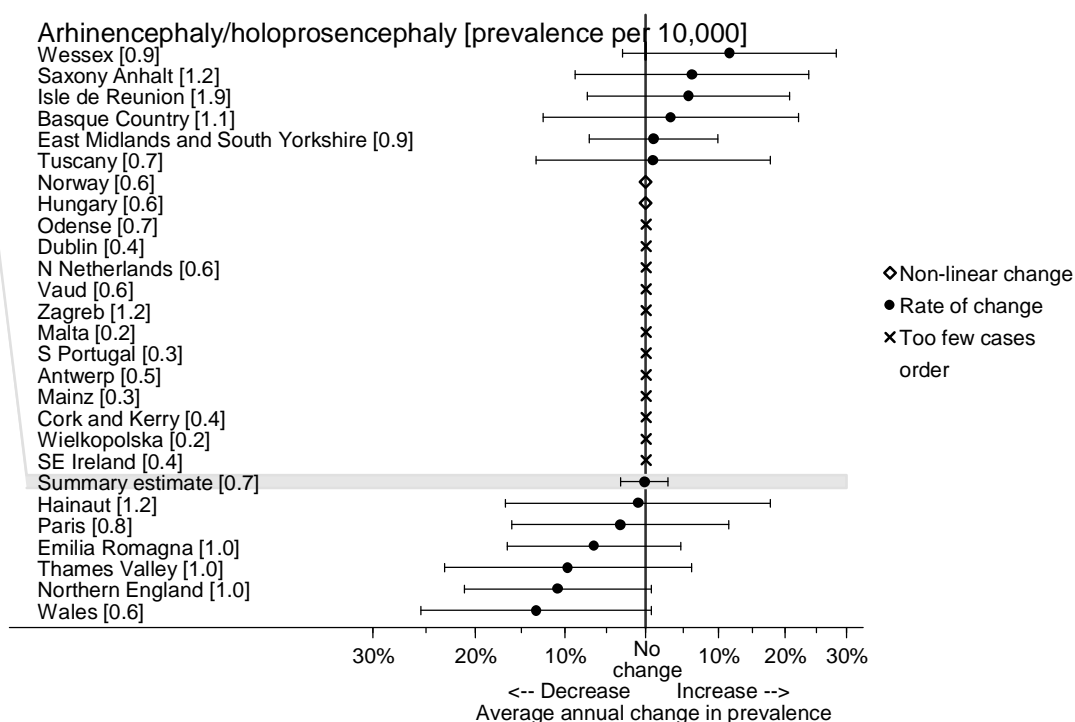 Arhinencephaly/holoprosencephaly [prevalence per 10,000]
Wessex [0.9]
Saxony Anhalt [1.2]
Isle de Reunion [1.9]
Basque Country [1.1]
East Midlands and South Yorkshire [0.9]
Tuscany [0.7]
Norway [0.6]
Hungary [0.6]
Odense [0.7]
Dublin [0.4]
N Netherlands [0.6]
Vaud [0.6]
Zagreb [1.2]
Malta [0.2]
S Portugal [0.3]
Antwerp [0.5]
Mainz [0.3]
Cork and Kerry [0.4]
Wielkopolska [0.2]
SE Ireland [0.4]
Summary estimate [0.7]
Hainaut [1.2]
Paris [0.8]
Emilia Romagna [1.0]
Thames Valley [1.0]
Northern England [1.0]
Wales [0.6]
Non-linear change
Rate of change
Too few cases
order
30% 20% 10% No change 10% 20% 30%
<-- Decrease Increase -->
Average annual change in prevalence